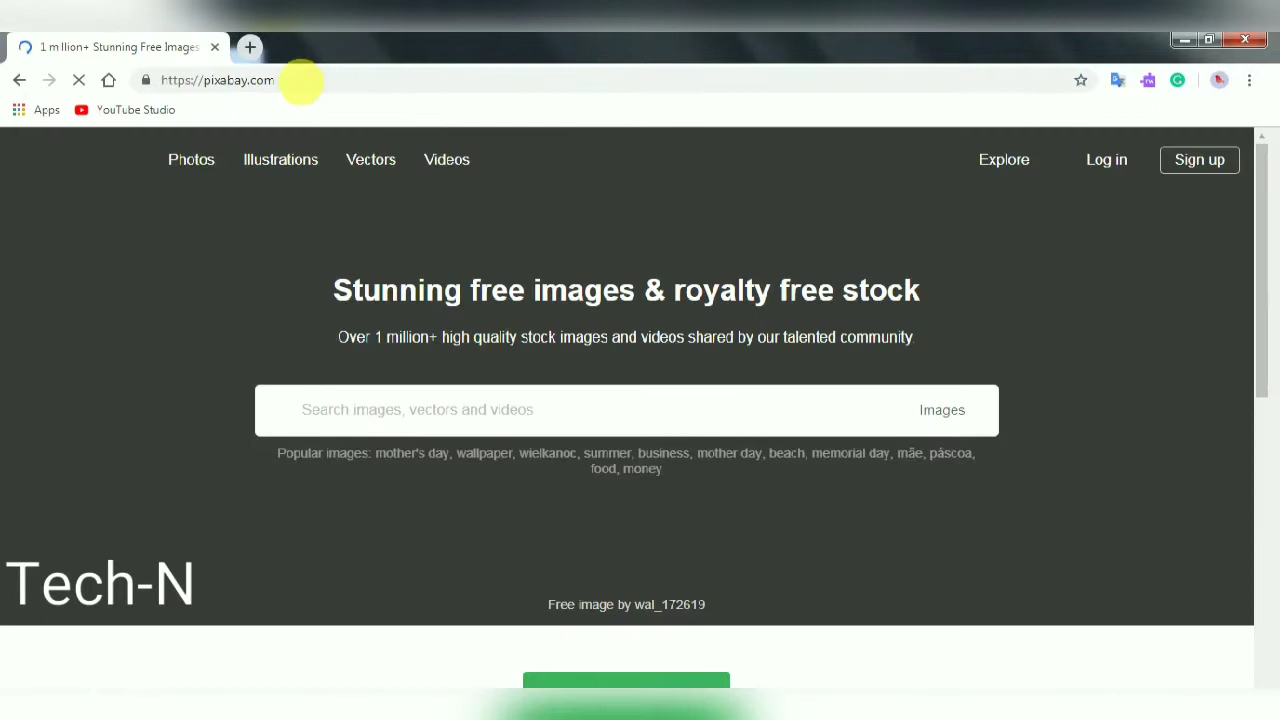 1 million+ Stunning Free Images
https://pixabay.com
Apps YouTube Studio
Photos Illustrations Vectors Videos Explore Log in Sign up
Stunning free images & royalty free stock
Over 1 million+ high quality stock images and videos shared by our talented community.
Search images, vectors and videos Images
Popular images: mother's day, wallpaper, wielkanoc, summer, business, mother day, beach, memorial day, mãe, páscoa,
food, money
Tech-N
Free image by wal_172619